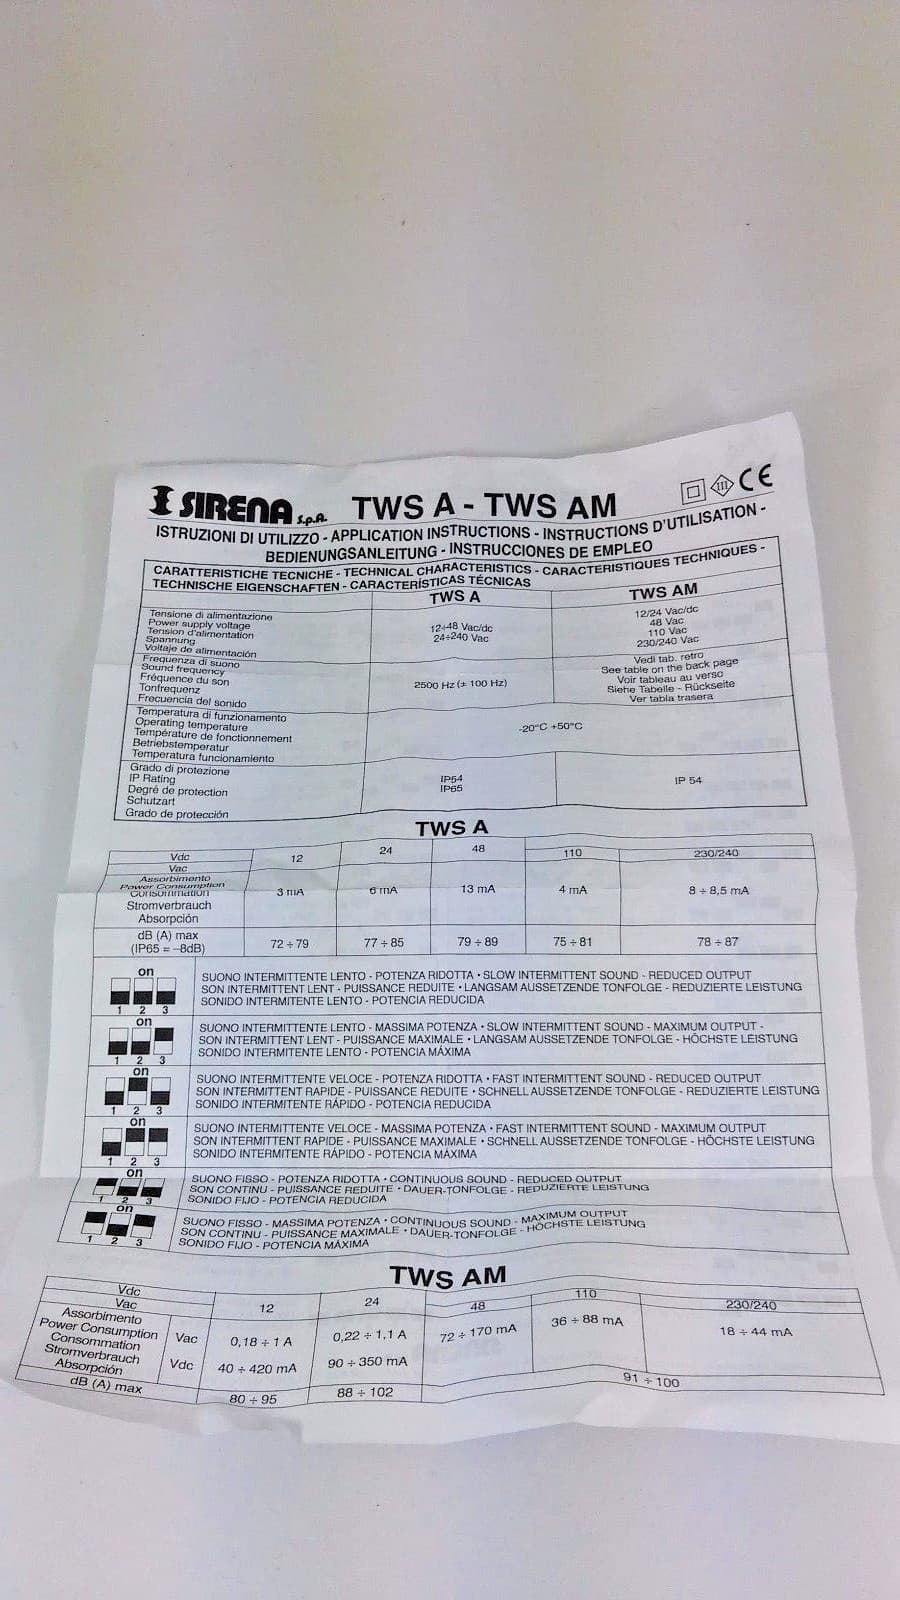 SIRENA S.p.A. TWS A - TWS AM III CE
ISTRUZIONI DI UTILIZZO - APPLICATION INSTRUCTIONS - INSTRUCTIONS D'UTILISATION -
BEDIENUNGSANLEITUNG - INSTRUCCIONES DE EMPLEO
CARATTERISTICHE TECNICHE - TECHNICAL CHARACTERISTICS - CARACTERISTIQUES TECHNIQUES -
TECHNISCHE EIGENSCHAFTEN - CARACTERÍSTICAS TÉCNICAS
TWS A TWS AM
Tensione di alimentazione
Power supply voltage
Tension d'alimentation
Spannung
Voltaje de alimentación
12÷48 Vac/dc
24÷240 Vac
12/24 Vac/dc
48 Vac
110 Vac
230/240 Vac
Frequenza di suono
Sound frequency
Fréquence du son
Tonfrequenz
Frecuencia del sonido
2500 Hz (± 100 Hz)
Vedi tab. retro
See table on the back page
Voir tableau au verso
Siehe Tabelle - Rückseite
Ver tabla trasera
Temperatura di funzionamento
Operating temperature
Température de fonctionnement
Betriebstemperatur
Temperatura funcionamiento
-20°C +50°C
Grado di protezione
IP Rating
Degré de protection
Schutzart
Grado de protección
IP54
IP65
IP 54
TWS A
Vdc
Vac
12 24 48 110 230/240
Assorbimento
Power Consumption
Consommation
Stromverbrauch
Absorpción
3 mA 6 mA 13 mA 4 mA 8 ÷ 8,5 mA
dB (A) max
(IP65 = –8dB)
72 ÷ 79 77 ÷ 85 79 ÷ 89 75 ÷ 81 78 ÷ 87
on
1 2 3
SUONO INTERMITTENTE LENTO - POTENZA RIDOTTA • SLOW INTERMITTENT SOUND - REDUCED OUTPUT
SON INTERMITTENT LENT - PUISSANCE REDUITE • LANGSAM AUSSETZENDE TONFOLGE - REDUZIERTE LEISTUNG
SONIDO INTERMITENTE LENTO - POTENCIA REDUCIDA
on
1 2 3
SUONO INTERMITTENTE LENTO - MASSIMA POTENZA • SLOW INTERMITTENT SOUND - MAXIMUM OUTPUT -
SON INTERMITTENT LENT - PUISSANCE MAXIMALE • LANGSAM AUSSETZENDE TONFOLGE - HÖCHSTE LEISTUNG
SONIDO INTERMITENTE LENTO - POTENCIA MÁXIMA
on
1 2 3
SUONO INTERMITTENTE VELOCE - POTENZA RIDOTTA • FAST INTERMITTENT SOUND - REDUCED OUTPUT
SON INTERMITTENT RAPIDE - PUISSANCE REDUITE • SCHNELL AUSSETZENDE TONFOLGE - REDUZIERTE LEISTUNG
SONIDO INTERMITENTE RÁPIDO - POTENCIA REDUCIDA
on
1 2 3
SUONO INTERMITTENTE VELOCE - MASSIMA POTENZA • FAST INTERMITTENT SOUND - MAXIMUM OUTPUT
SON INTERMITTENT RAPIDE - PUISSANCE MAXIMALE • SCHNELL AUSSETZENDE TONFOLGE - HÖCHSTE LEISTUNG
SONIDO INTERMITENTE RÁPIDO - POTENCIA MÁXIMA
on
1 2 3
SUONO FISSO - POTENZA RIDOTTA • CONTINUOUS SOUND - REDUCED OUTPUT
SON CONTINU - PUISSANCE REDUITE • DAUER-TONFOLGE - REDUZIERTE LEISTUNG
SONIDO FIJO - POTENCIA REDUCIDA
on
1 2 3
SUONO FISSO - MASSIMA POTENZA • CONTINUOUS SOUND - MAXIMUM OUTPUT
SON CONTINU - PUISSANCE MAXIMALE • DAUER-TONFOLGE - HÖCHSTE LEISTUNG
SONIDO FIJO - POTENCIA MÁXIMA
TWS AM
Vdc
Vac
12 24 48 110 230/240
Assorbimento
Power Consumption
Consommation
Stromverbrauch
Absorpción
Vac 0,18 ÷ 1 A 0,22 ÷ 1,1 A 72 ÷ 170 mA 36 ÷ 88 mA 18 ÷ 44 mA
Vdc 40 ÷ 420 mA 90 ÷ 350 mA
dB (A) max 80 ÷ 95 88 ÷ 102 91 ÷ 100